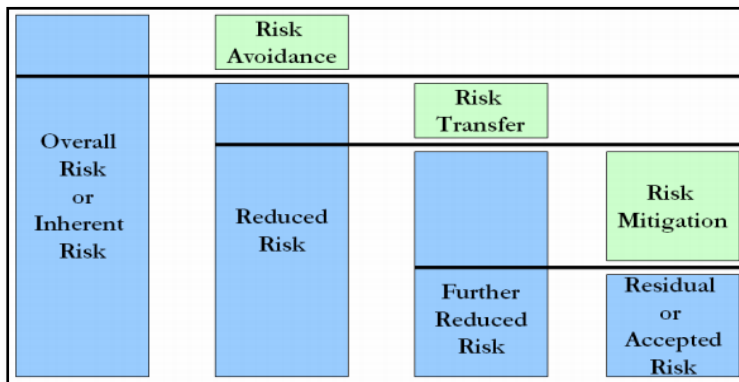 Overall
Risk
or
Inherent
Risk
Risk
Avoidance
Reduced
Risk
Risk
Transfer
Further
Reduced
Risk
Risk
Mitigation
Residual
or
Accepted
Risk